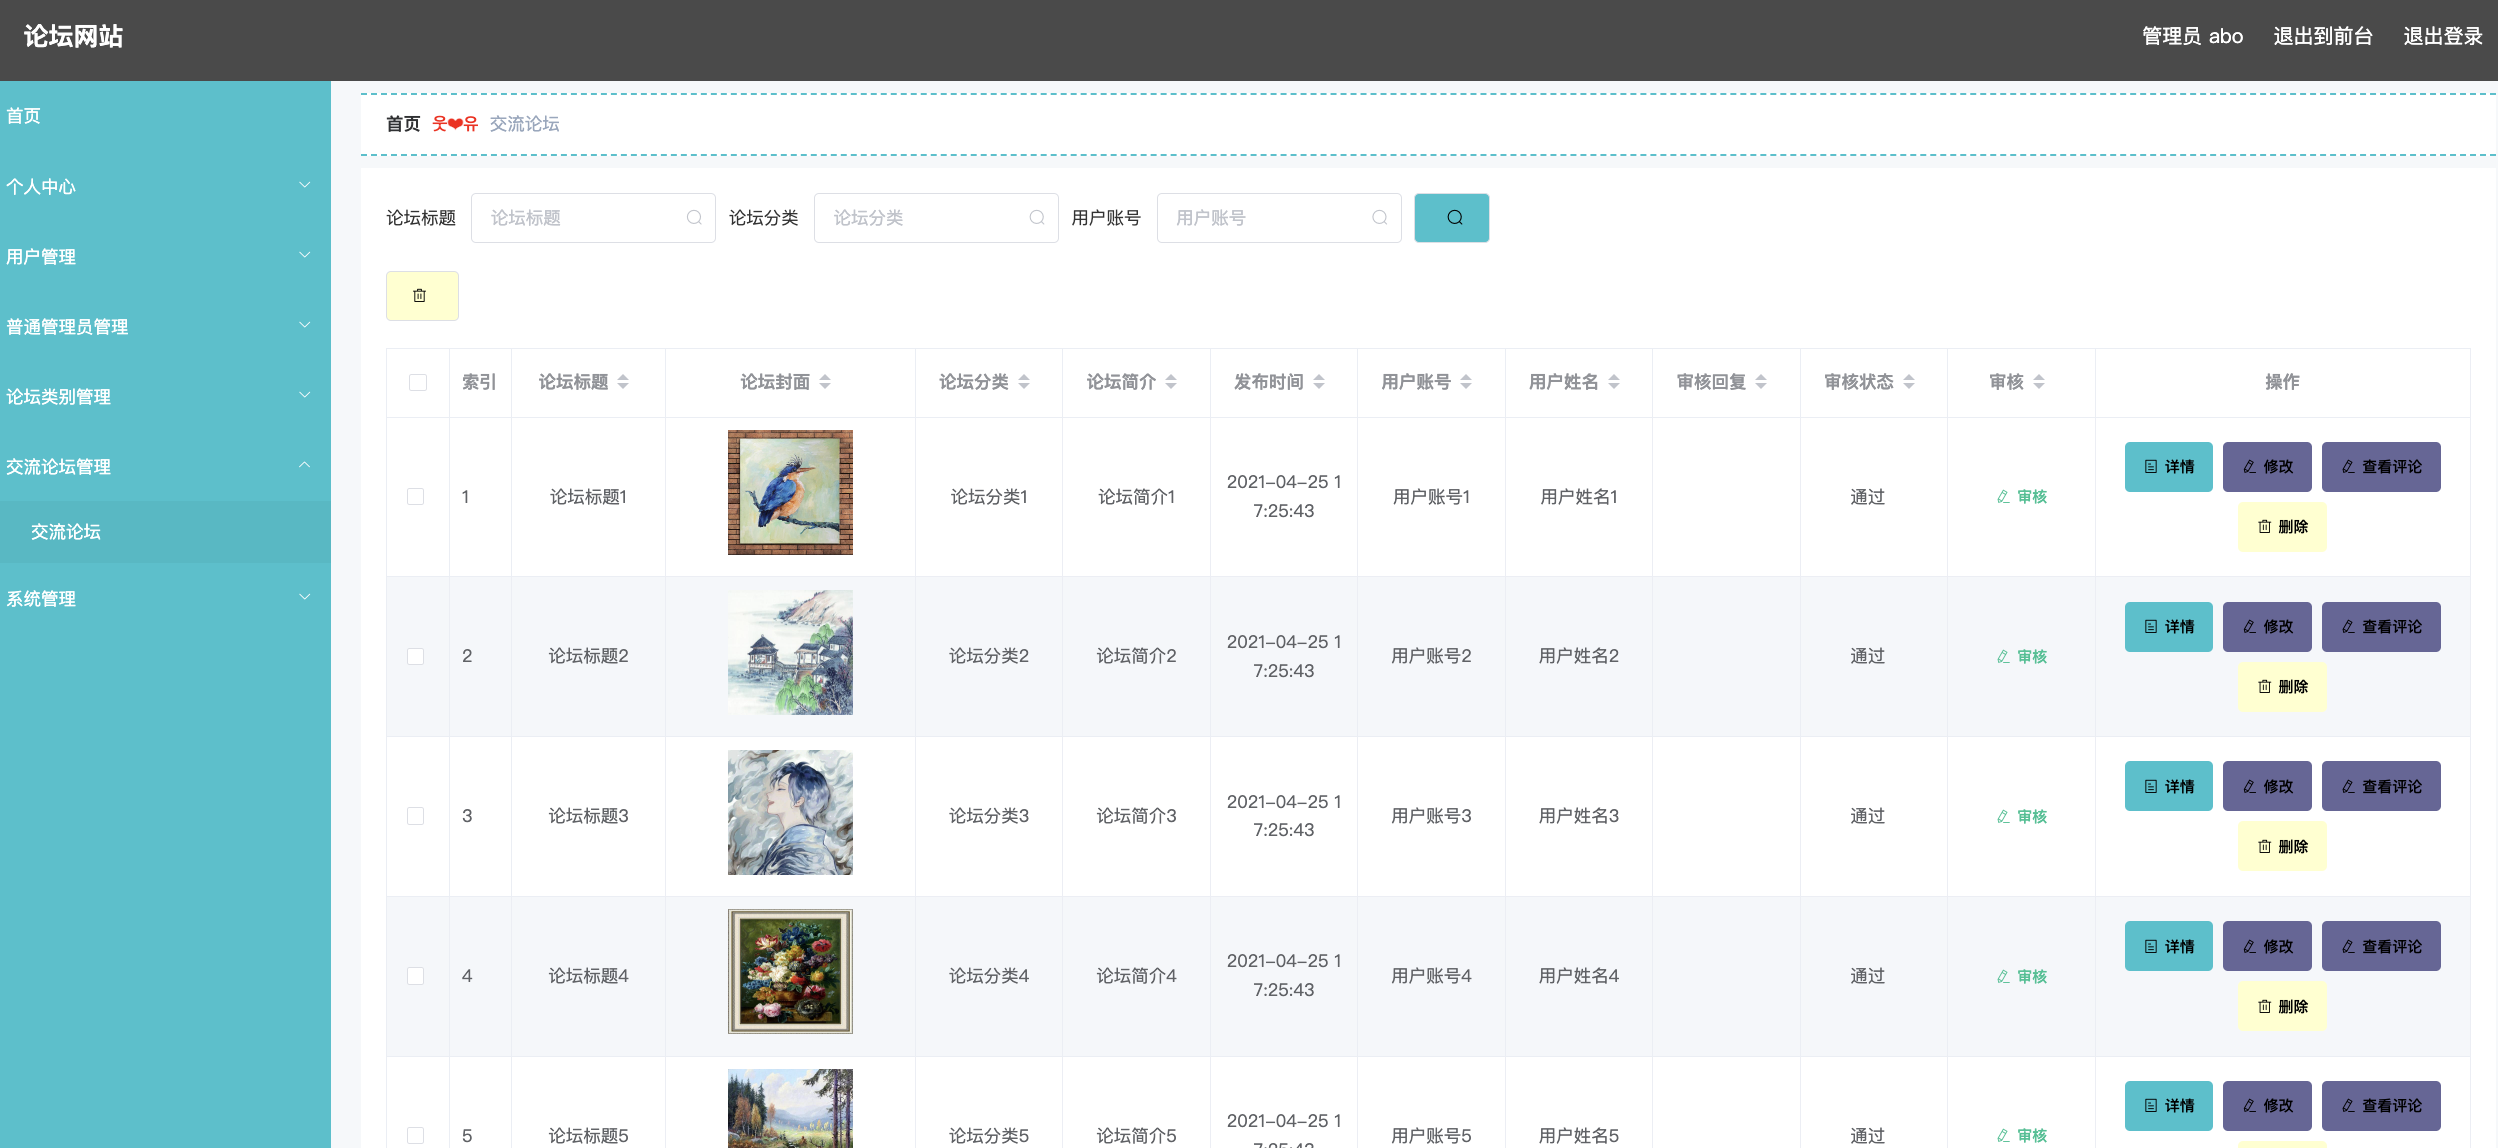 论坛网站
管理员 abo 退出到前台 退出登录
首页
个人中心
用户管理
普通管理员管理
论坛类别管理
交流论坛管理
交流论坛
系统管理
首页 웃❤유 交流论坛
论坛标题 论坛标题 论坛分类 论坛分类 用户账号 用户账号
索引 论坛标题 论坛封面 论坛分类 论坛简介 发布时间 用户账号 用户姓名 审核回复 审核状态 审核 操作
1 论坛标题1 论坛分类1 论坛简介1 2021-04-25 1
7:25:43 用户账号1 用户姓名1 通过 审核 详情 修改 查看评论
删除
2 论坛标题2 论坛分类2 论坛简介2 2021-04-25 1
7:25:43 用户账号2 用户姓名2 通过 审核 详情 修改 查看评论
删除
3 论坛标题3 论坛分类3 论坛简介3 2021-04-25 1
7:25:43 用户账号3 用户姓名3 通过 审核 详情 修改 查看评论
删除
4 论坛标题4 论坛分类4 论坛简介4 2021-04-25 1
7:25:43 用户账号4 用户姓名4 通过 审核 详情 修改 查看评论
删除
5 论坛标题5 论坛分类5 论坛简介5 2021-04-25 1
用户账号5 用户姓名5 通过 审核 详情 修改 查看评论